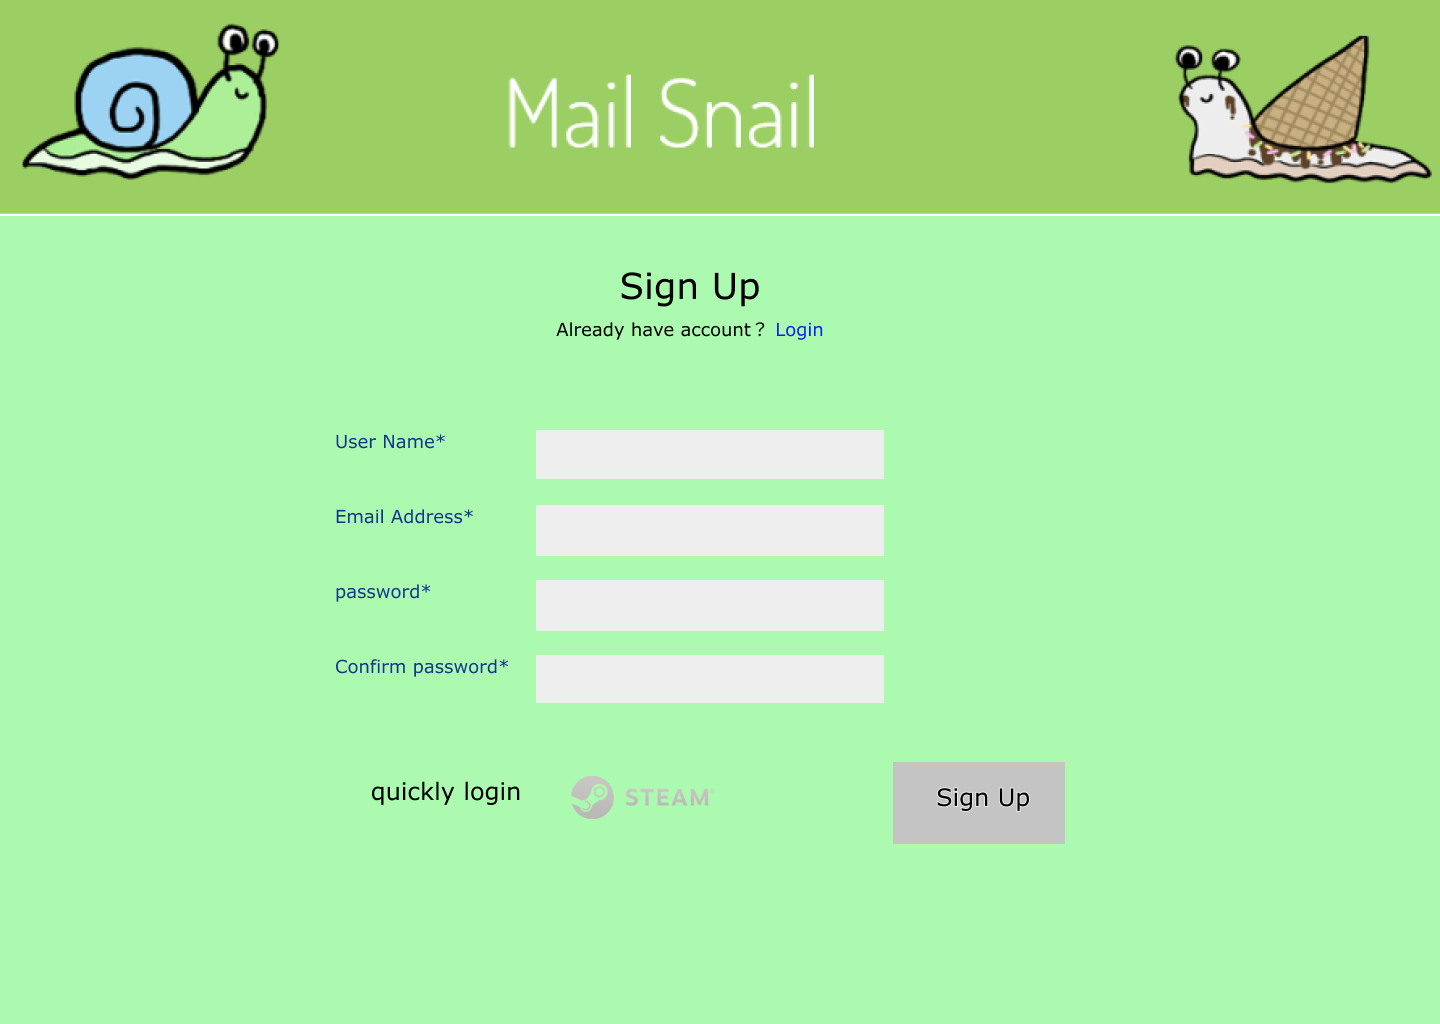 Mail Snail
Sign Up
Already have account? Login
User Name*
Email Address*
password*
Confirm password*
quickly login
STEAM®
Sign Up